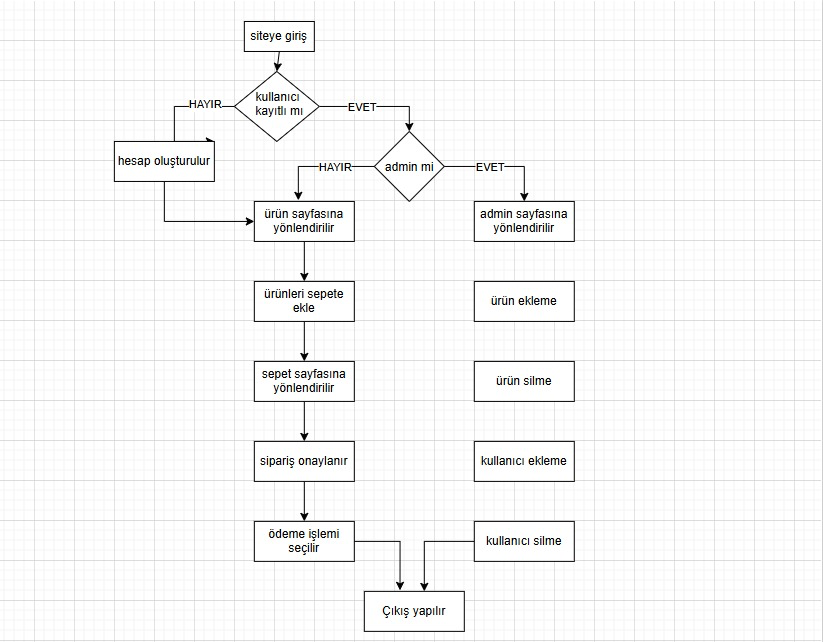 siteye giriş
kullanıcı
kayıtlı mı
HAYIR
EVET
hesap oluşturulur
admin mi
HAYIR
EVET
ürün sayfasına
yönlendirilir
admin sayfasına
yönlendirilir
ürünleri sepete
ekle
ürün ekleme
sepet sayfasına
yönlendirilir
ürün silme
sipariş onaylanır
kullanıcı ekleme
ödeme işlemi
seçilir
kullanıcı silme
Çıkış yapılır